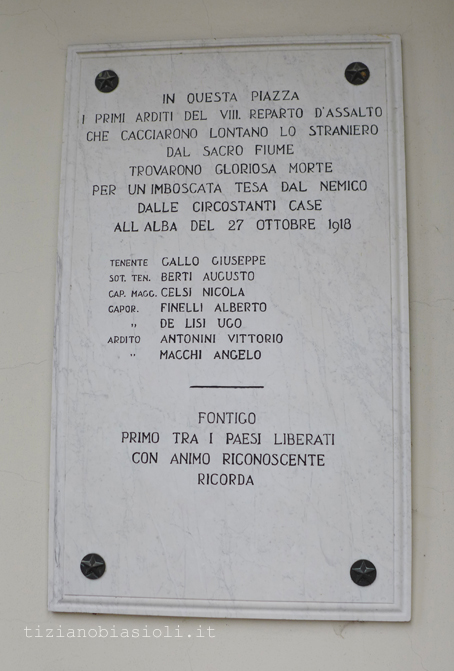 IN QUESTA PIAZZA
I PRIMI ARDITI DEL VIII. REPARTO D'ASSALTO
CHE CACCIARONO LONTANO LO STRANIERO
DAL SACRO FIUME
TROVARONO GLORIOSA MORTE
PER UN'IMBOSCATA TESA DAL NEMICO
DALLE CIRCOSTANTI CASE
ALL'ALBA DEL 27 OTTOBRE 1918
TENENTE GALLO GIUSEPPE
SOT. TEN. BERTI AUGUSTO
CAP. MAGG. CELSI NICOLA
CAPOR. FINELLI ALBERTO
„ DE LISI UGO
ARDITO ANTONINI VITTORIO
„ MACCHI ANGELO
FONTIGO
PRIMO TRA I PAESI LIBERATI
CON ANIMO RICONOSCENTE
RICORDA
tizianobiasioli.it